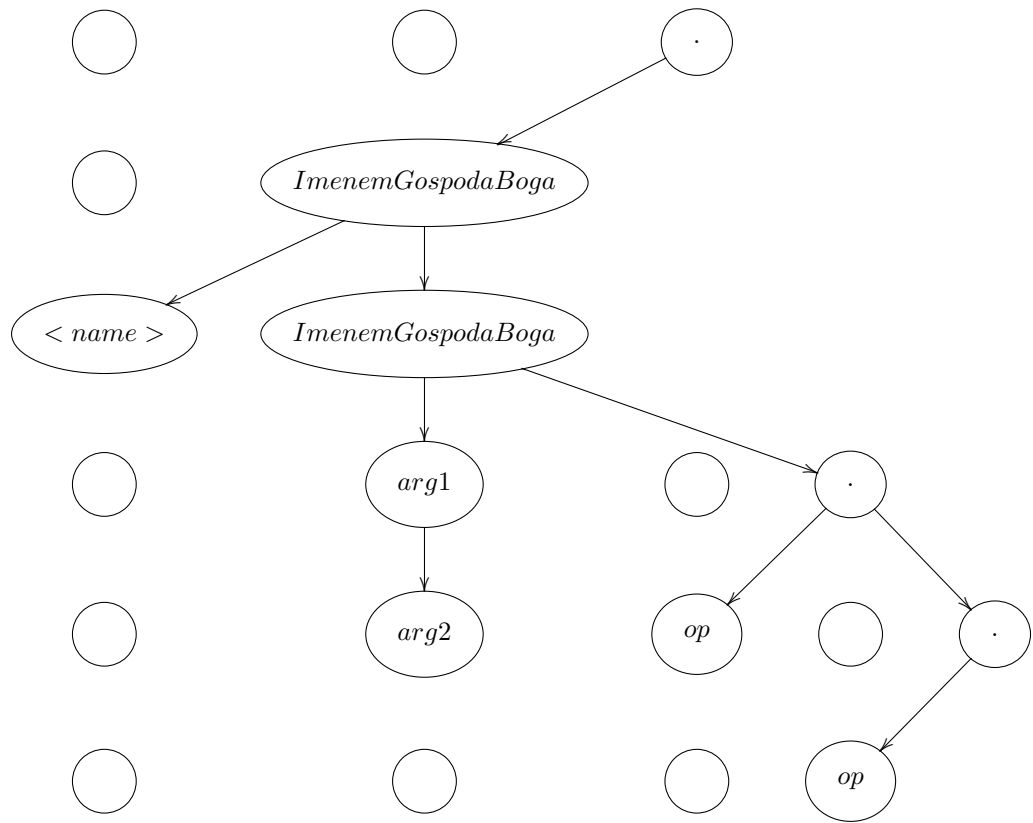 .
ImenemGospodaBoga
< name > ImenemGospodaBoga
arg1 .
arg2 op .
op